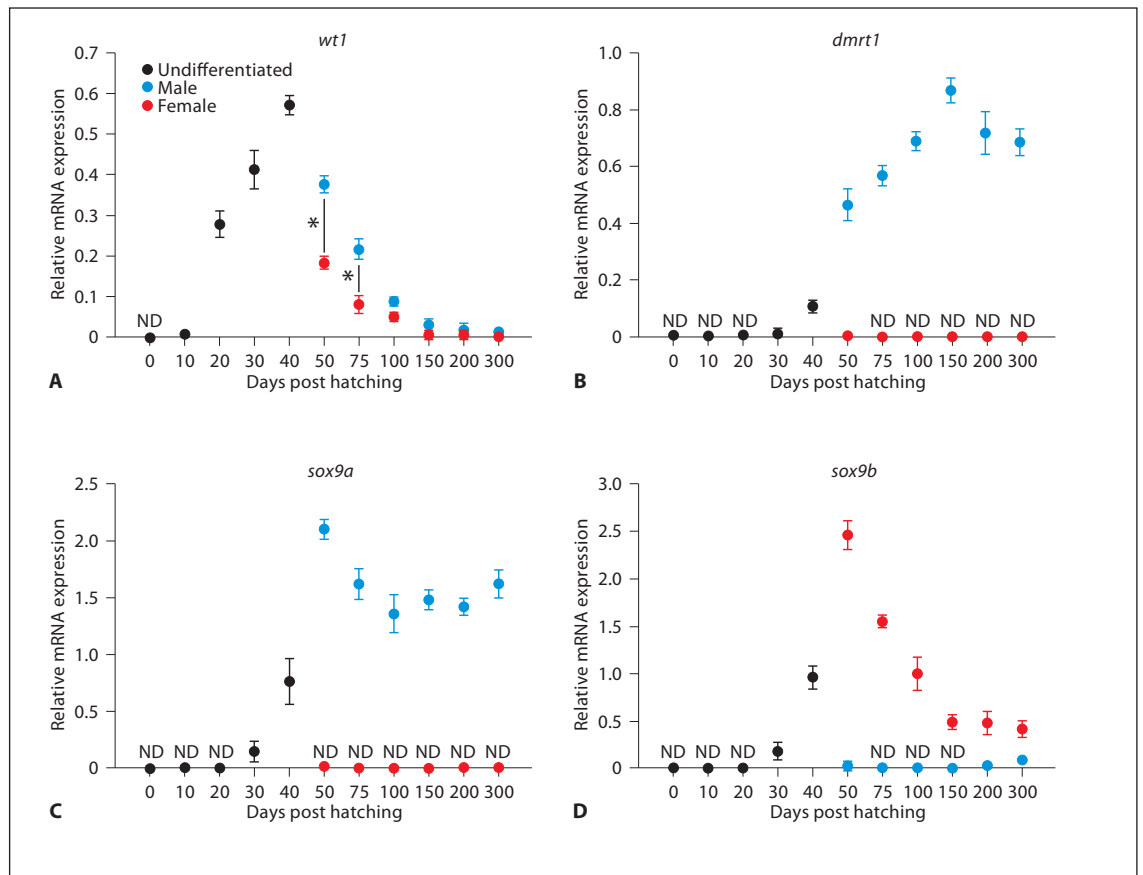 wt1
0.7
0.6
0.5
0.4
0.3
0.2
0.1
0
Relative mRNA expression
Undifferentiated
Male
Female
*
*
ND
0 10 20 30 40 50 75 100 150 200 300
Days post hatching
A
dmrt1
1.0
0.8
0.6
0.4
0.2
0
Relative mRNA expression
ND ND ND ND ND ND ND ND
0 10 20 30 40 50 75 100 150 200 300
Days post hatching
B
sox9a
2.5
2.0
1.5
1.0
0.5
0
Relative mRNA expression
ND ND ND ND ND ND ND ND ND
0 10 20 30 40 50 75 100 150 200 300
Days post hatching
C
sox9b
3.0
2.5
2.0
1.5
1.0
0.5
0
Relative mRNA expression
ND ND ND ND ND ND
0 10 20 30 40 50 75 100 150 200 300
Days post hatching
D